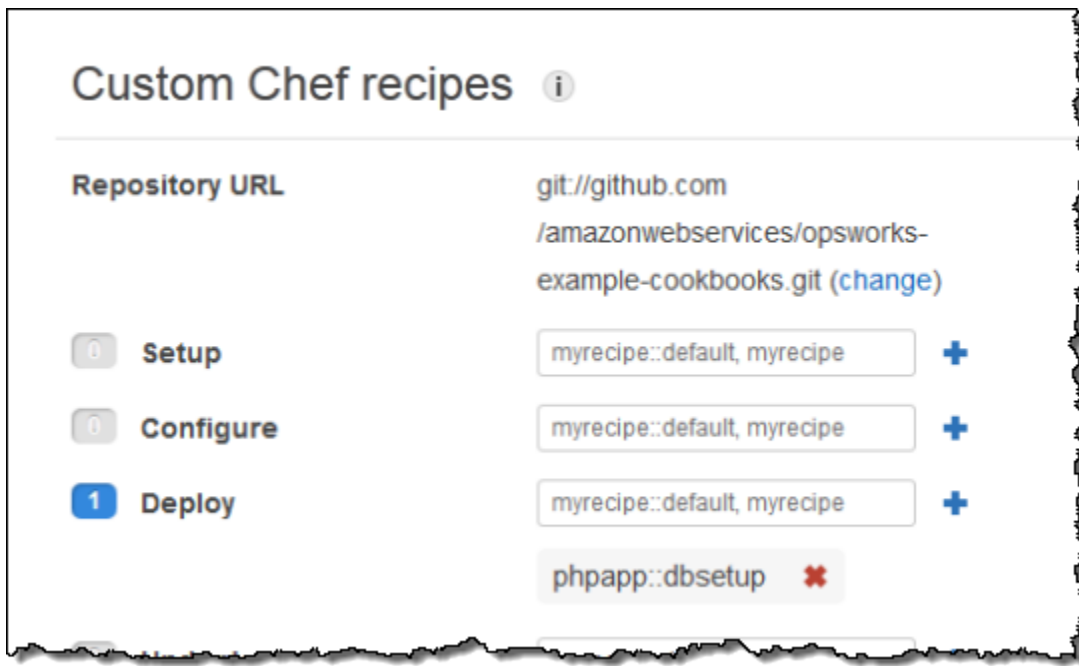 Custom Chef recipes i
Repository URL
git://github.com
/amazonwebservices/opsworks-
example-cookbooks.git (change)
0 Setup myrecipe::default, myrecipe
0 Configure myrecipe::default, myrecipe
1 Deploy myrecipe::default, myrecipe
phpapp::dbsetup